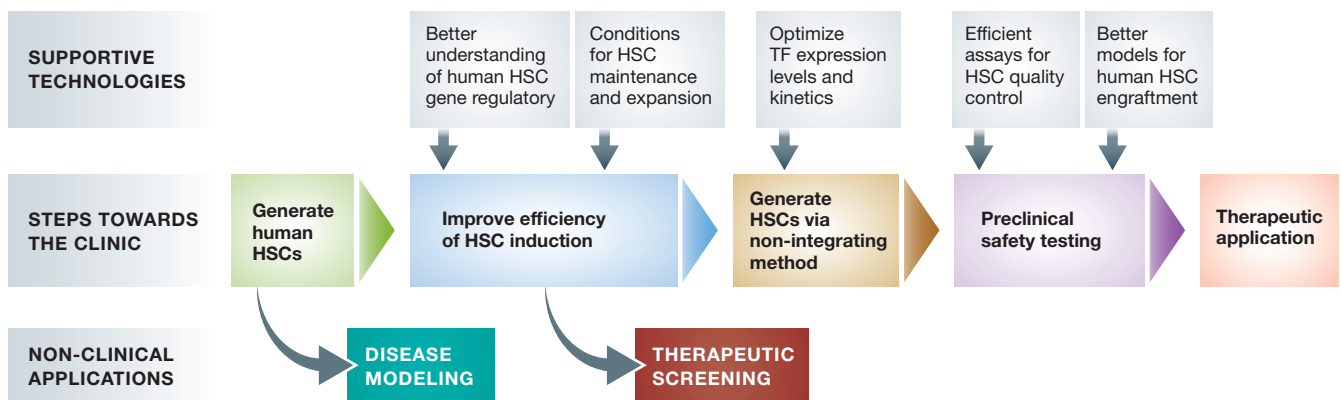 SUPPORTIVE
TECHNOLOGIES
Better
understanding
of human HSC
gene regulatory
Conditions
for HSC
maintenance
and expansion
Optimize
TF expression
levels and
kinetics
Efficient
assays for
HSC quality
control
Better
models for
human HSC
engraftment
STEPS TOWARDS
THE CLINIC
Generate
human
HSCs
Improve efficiency
of HSC induction
Generate
HSCs via
non-integrating
method
Preclinical
safety testing
Therapeutic
application
NON-CLINICAL
APPLICATIONS
DISEASE
MODELING
THERAPEUTIC
SCREENING